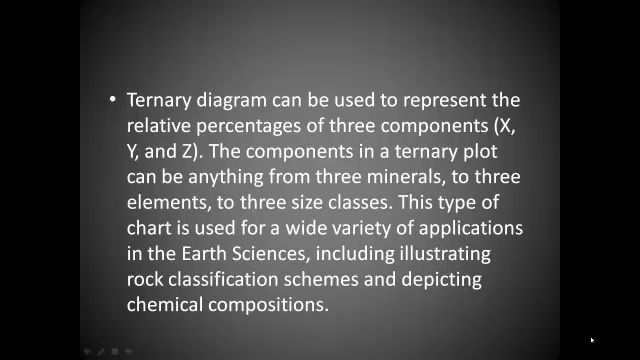 • Ternary diagram can be used to represent the
relative percentages of three components (X,
Y, and Z). The components in a ternary plot
can be anything from three minerals, to three
elements, to three size classes. This type of
chart is used for a wide variety of applications
in the Earth Sciences, including illustrating
rock classification schemes and depicting
chemical compositions.